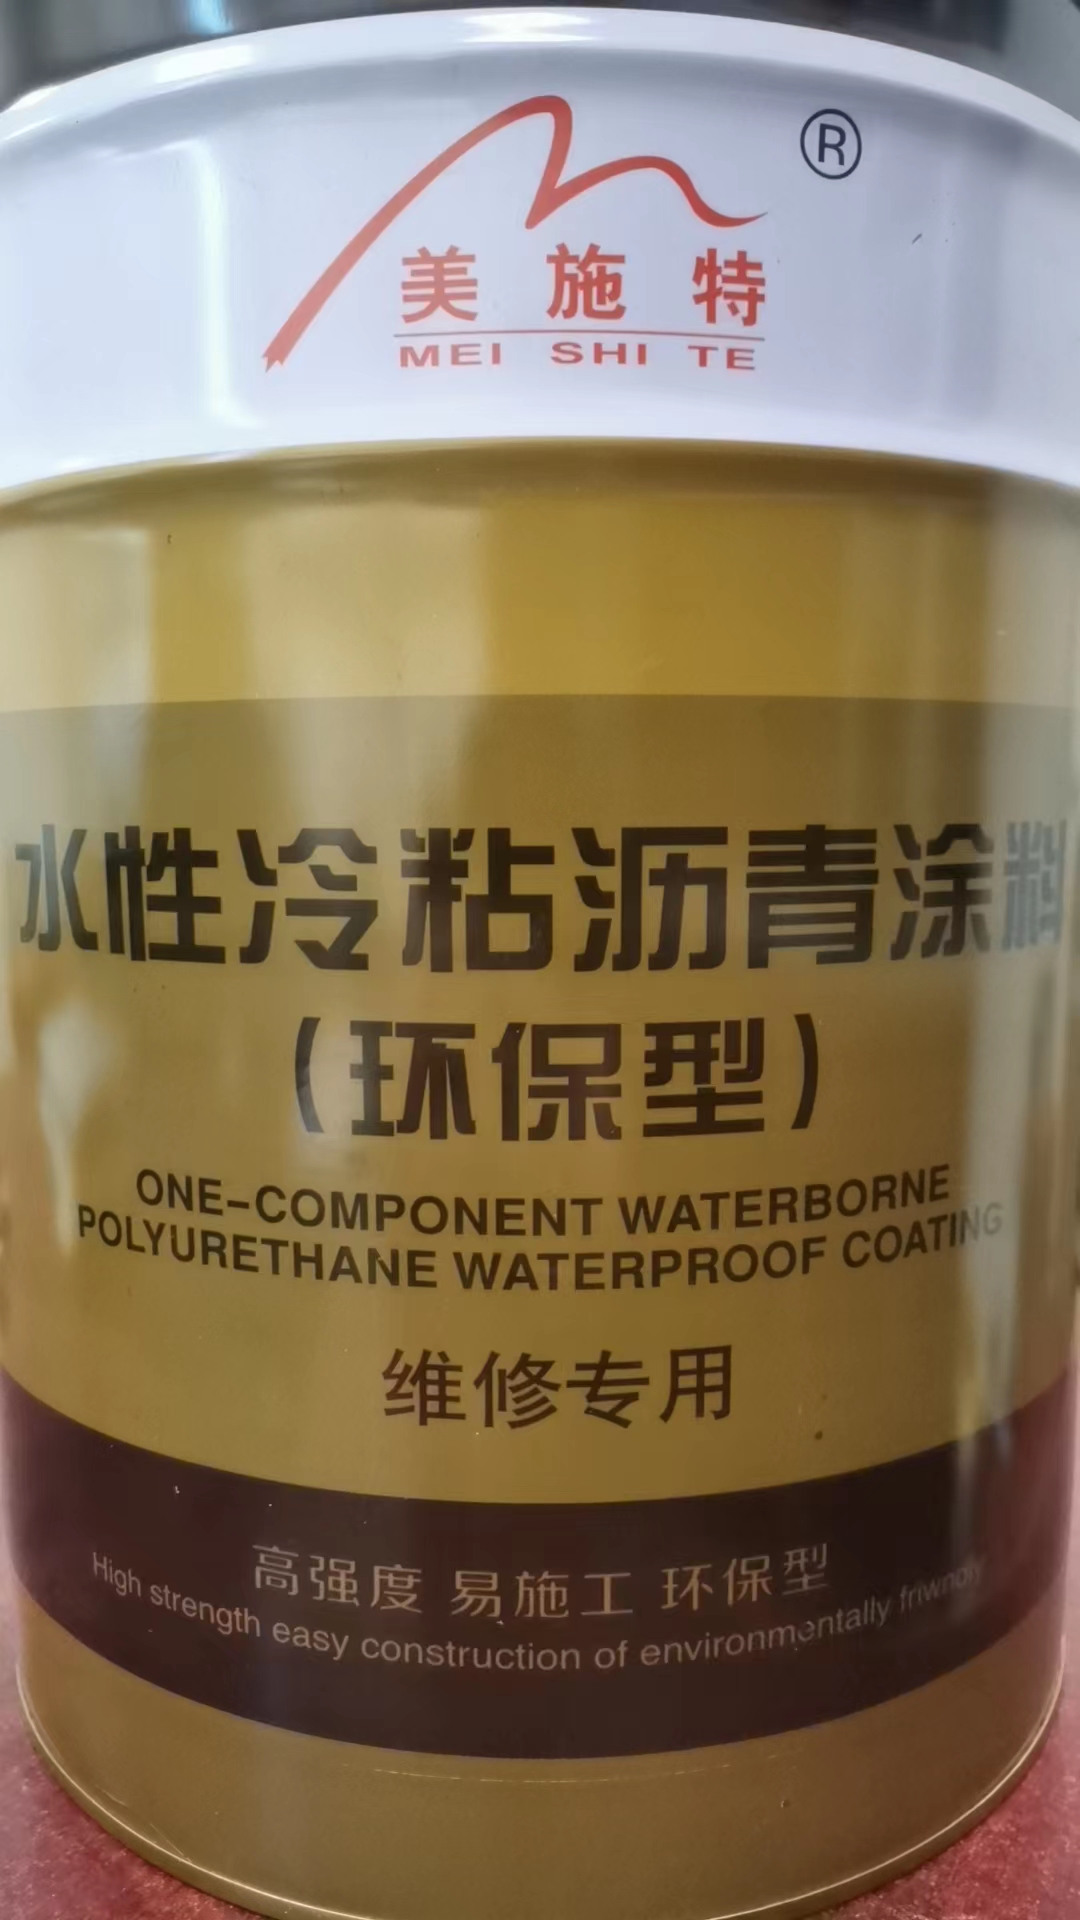 ®
美施特
MEI SHI TE
水性冷粘沥青涂料
（环保型）
ONE-COMPONENT WATERBORNE
POLYURETHANE WATERPROOF COATING
维修专用
高强度 易施工 环保型
High strength easy construction of environmentally